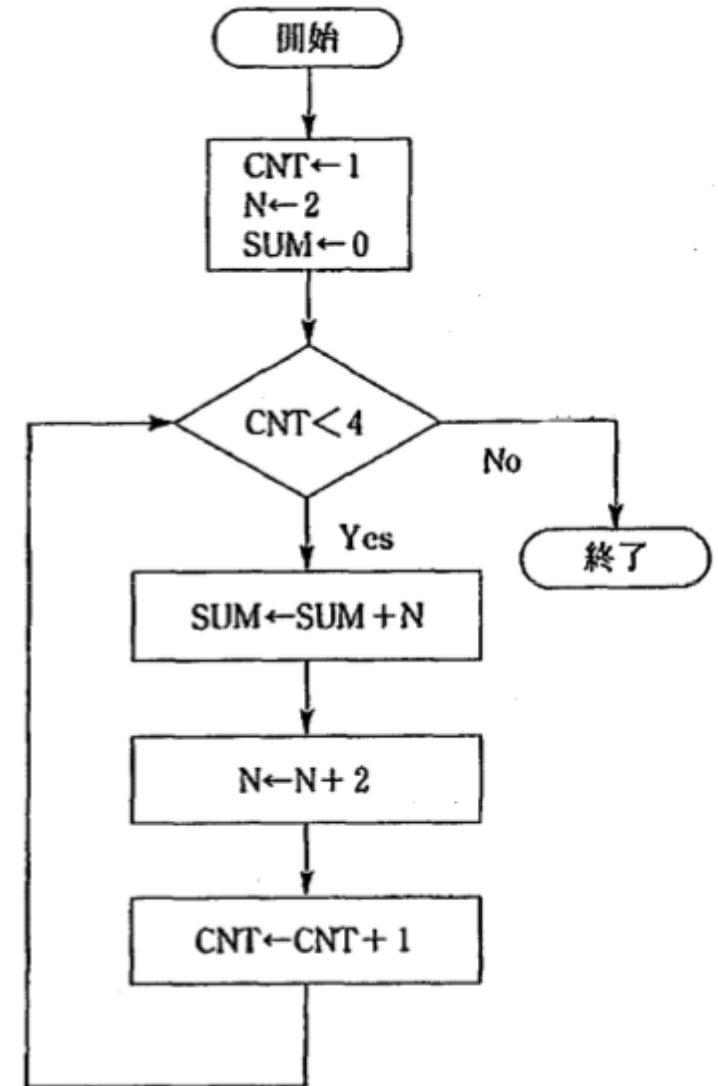 開始
CNT←1
N←2
SUM←0
CNT<4
No
Yes
終了
SUM←SUM+N
N←N+2
CNT←CNT+1